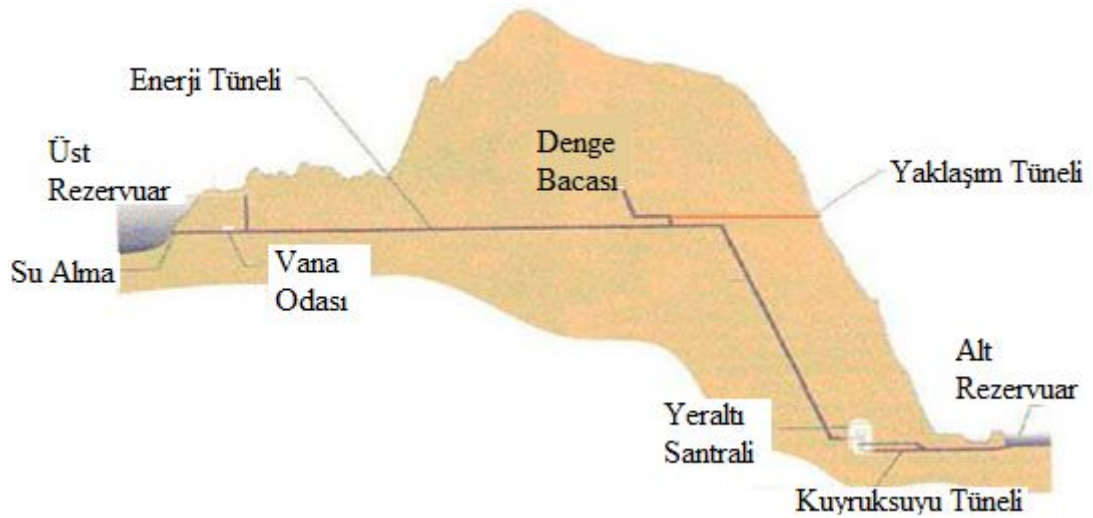 Enerji Tüneli
Üst
Rezervuar
Denge
Bacası
Yaklaşım Tüneli
Su Alma
Vana
Odası
Alt
Rezervuar
Yeraltı
Santrali
Kuyruksuyu Tüneli